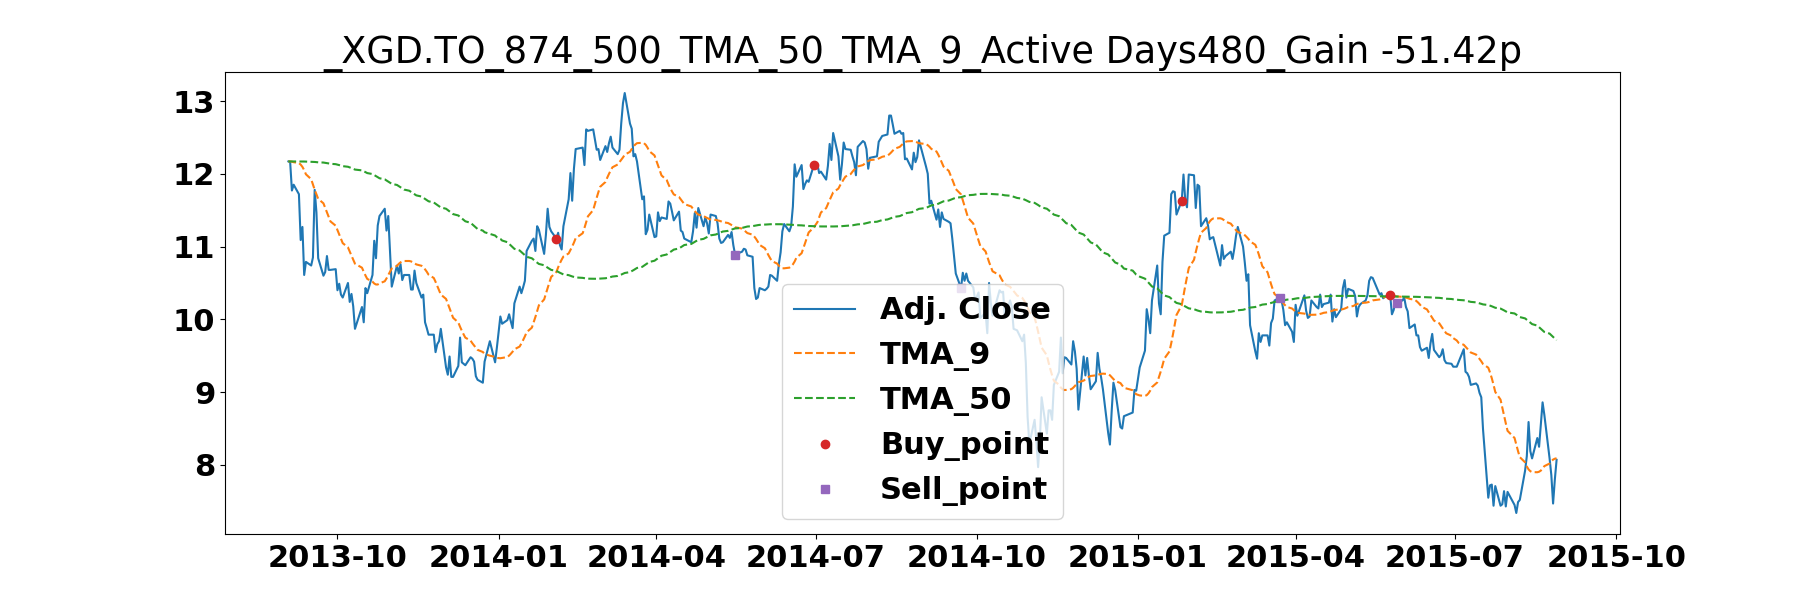 _XGD.TO_874_500_TMA_50_TMA_9_Active Days480_Gain -51.42p
13
12
11
10
9
8
Adj. Close
TMA_9
TMA_50
Buy_point
Sell_point
2013-10 2014-01 2014-04 2014-07 2014-10 2015-01 2015-04 2015-07 2015-10